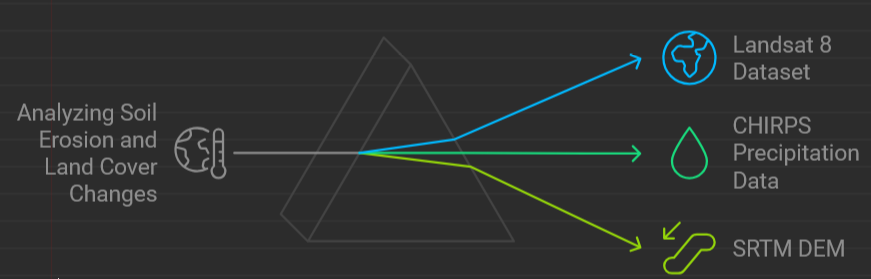 Analyzing Soil
Erosion and
Land Cover
Changes
Landsat 8
Dataset
CHIRPS
Precipitation
Data
SRTM DEM